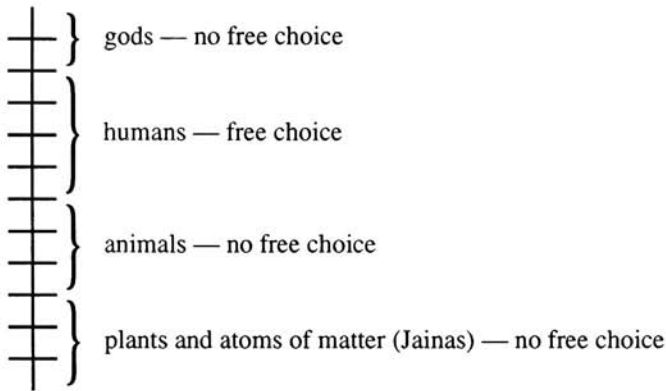 gods — no free choice
humans — free choice
animals — no free choice
plants and atoms of matter (Jainas) — no free choice